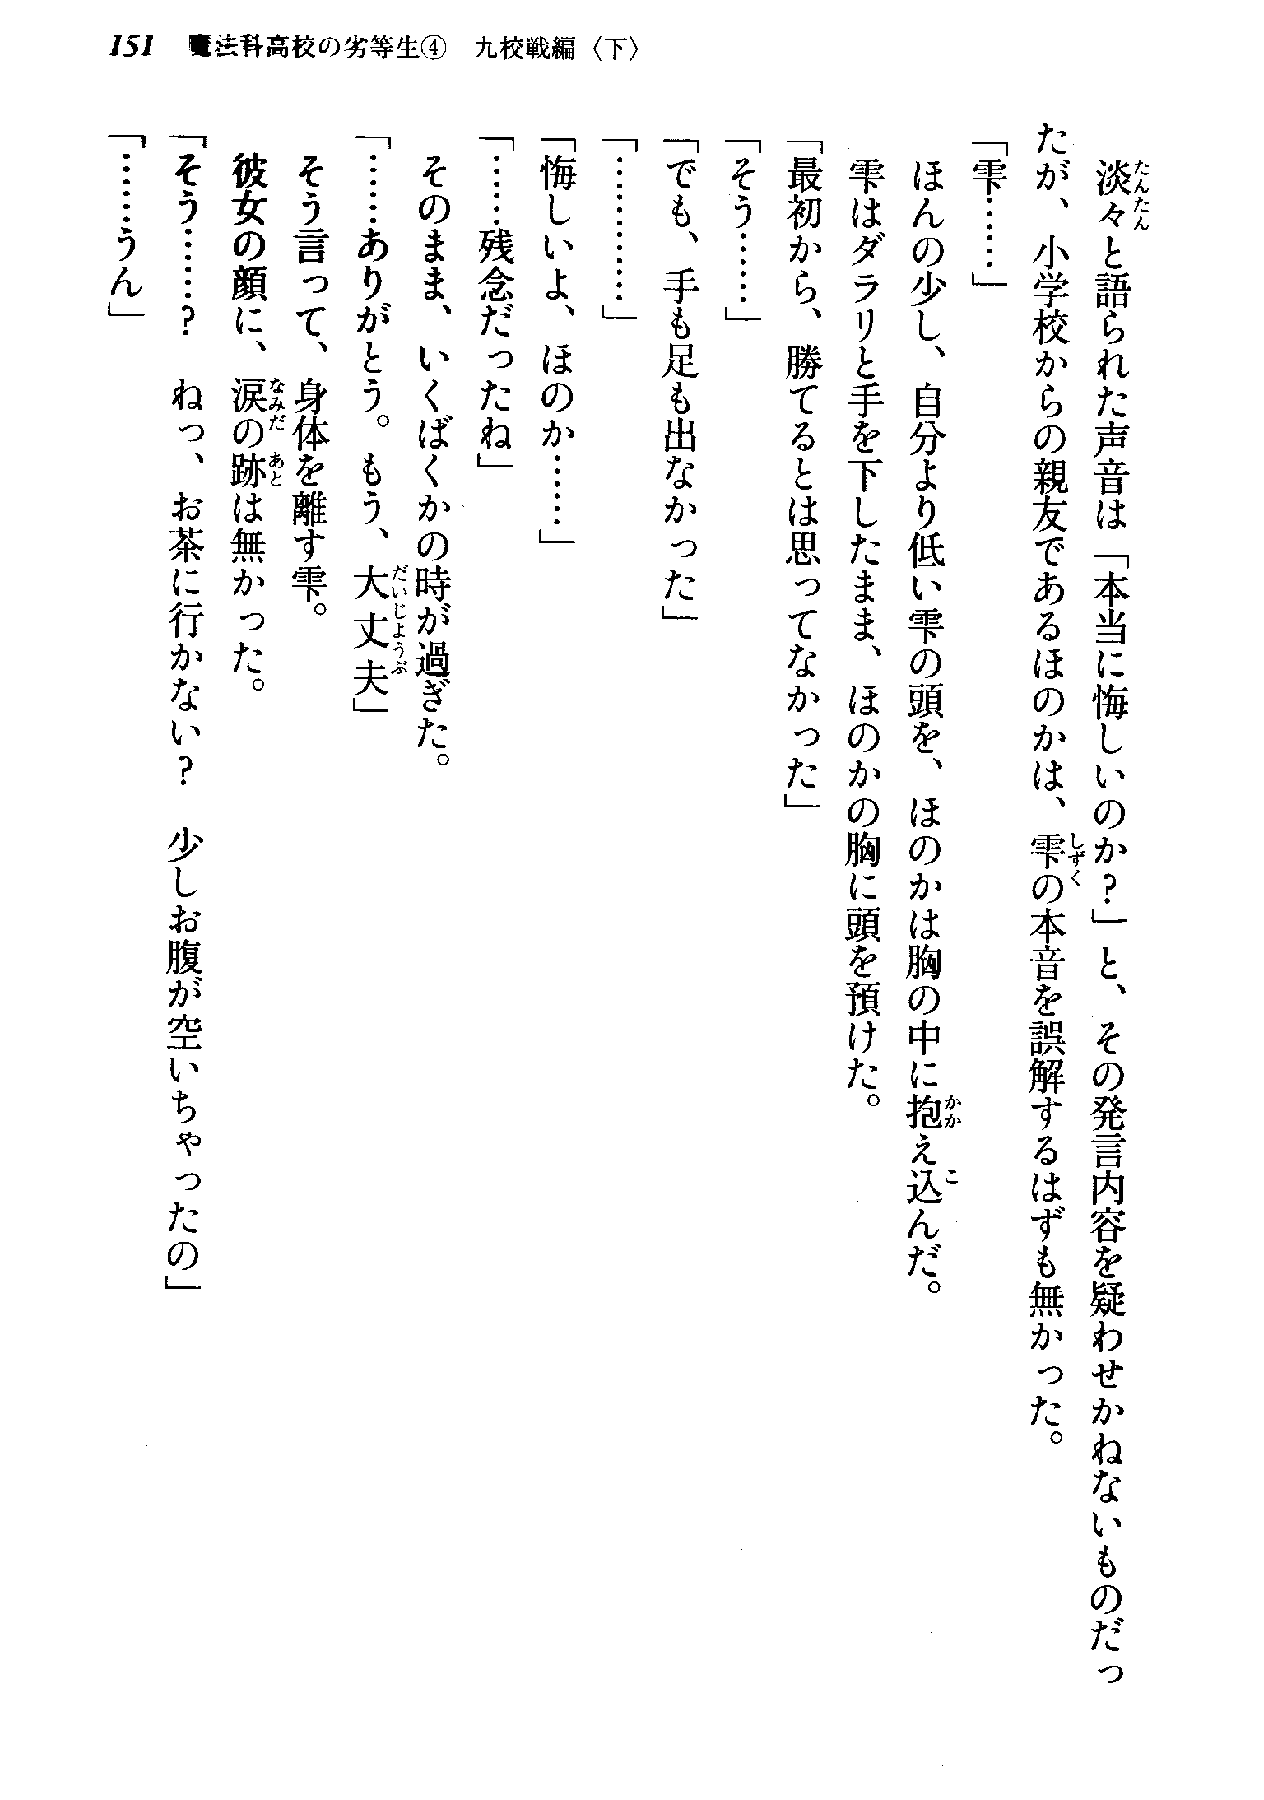 151　魔法科高校の劣等生④　九校戦編〈下〉
　淡々と語られた声音は「本当に悔しいのか？」と、その発言内容を疑わせかねないものだっ
たが、小学校からの親友であるほのかは、雫の本音を誤解するはずも無かった。
「雫……」
　ほんの少し、自分より低い雫の頭を、ほのかは胸の中に抱え込んだ。
　雫はダラリと手を下したまま、ほのかの胸に頭を預けた。
「最初から、勝てるとは思ってなかった」
「そう……」
「でも、手も足も出なかった」
「…………」
「悔しいよ、ほのか……」
「……残念だったね」
　そのまま、いくばくかの時が過ぎた。
「……ありがとう。もう、大丈夫」
　そう言って、身体を離す雫。
　彼女の顔に、涙の跡は無かった。
「そう……？　ねっ、お茶に行かない？　少しお腹が空いちゃったの」
「……うん」